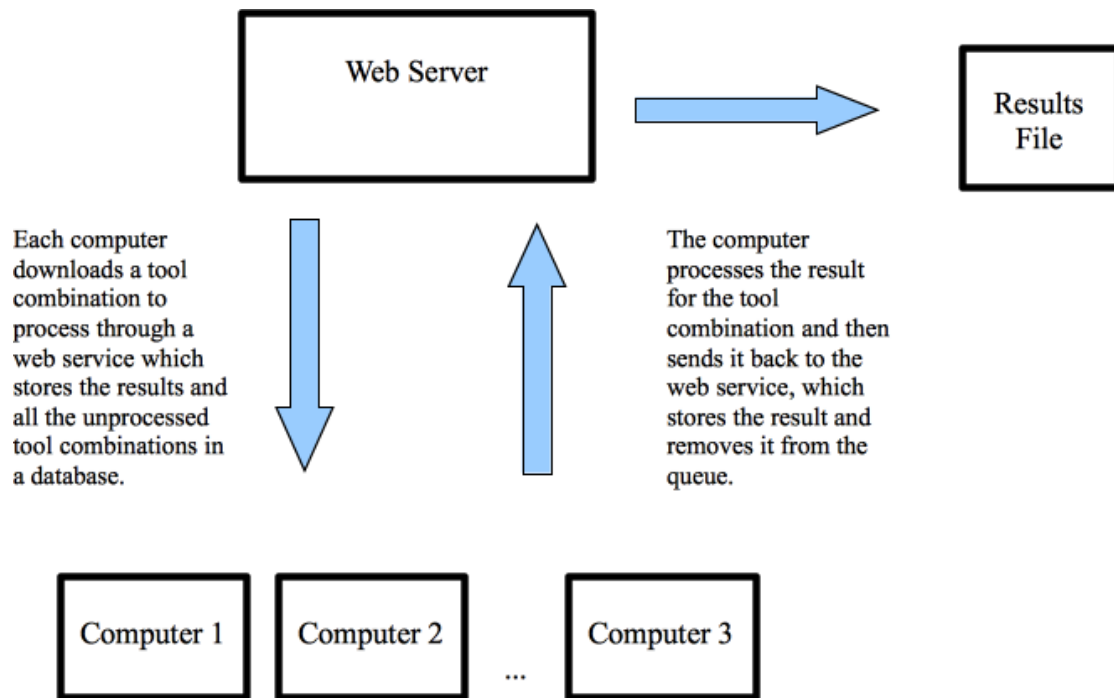 Web Server
Results
File
Each computer
downloads a tool
combination to
process through a
web service which
stores the results and
all the unprocessed
tool combinations in
a database.
The computer
processes the result
for the tool
combination and then
sends it back to the
web service, which
stores the result and
removes it from the
queue.
Computer 1
Computer 2
...
Computer 3